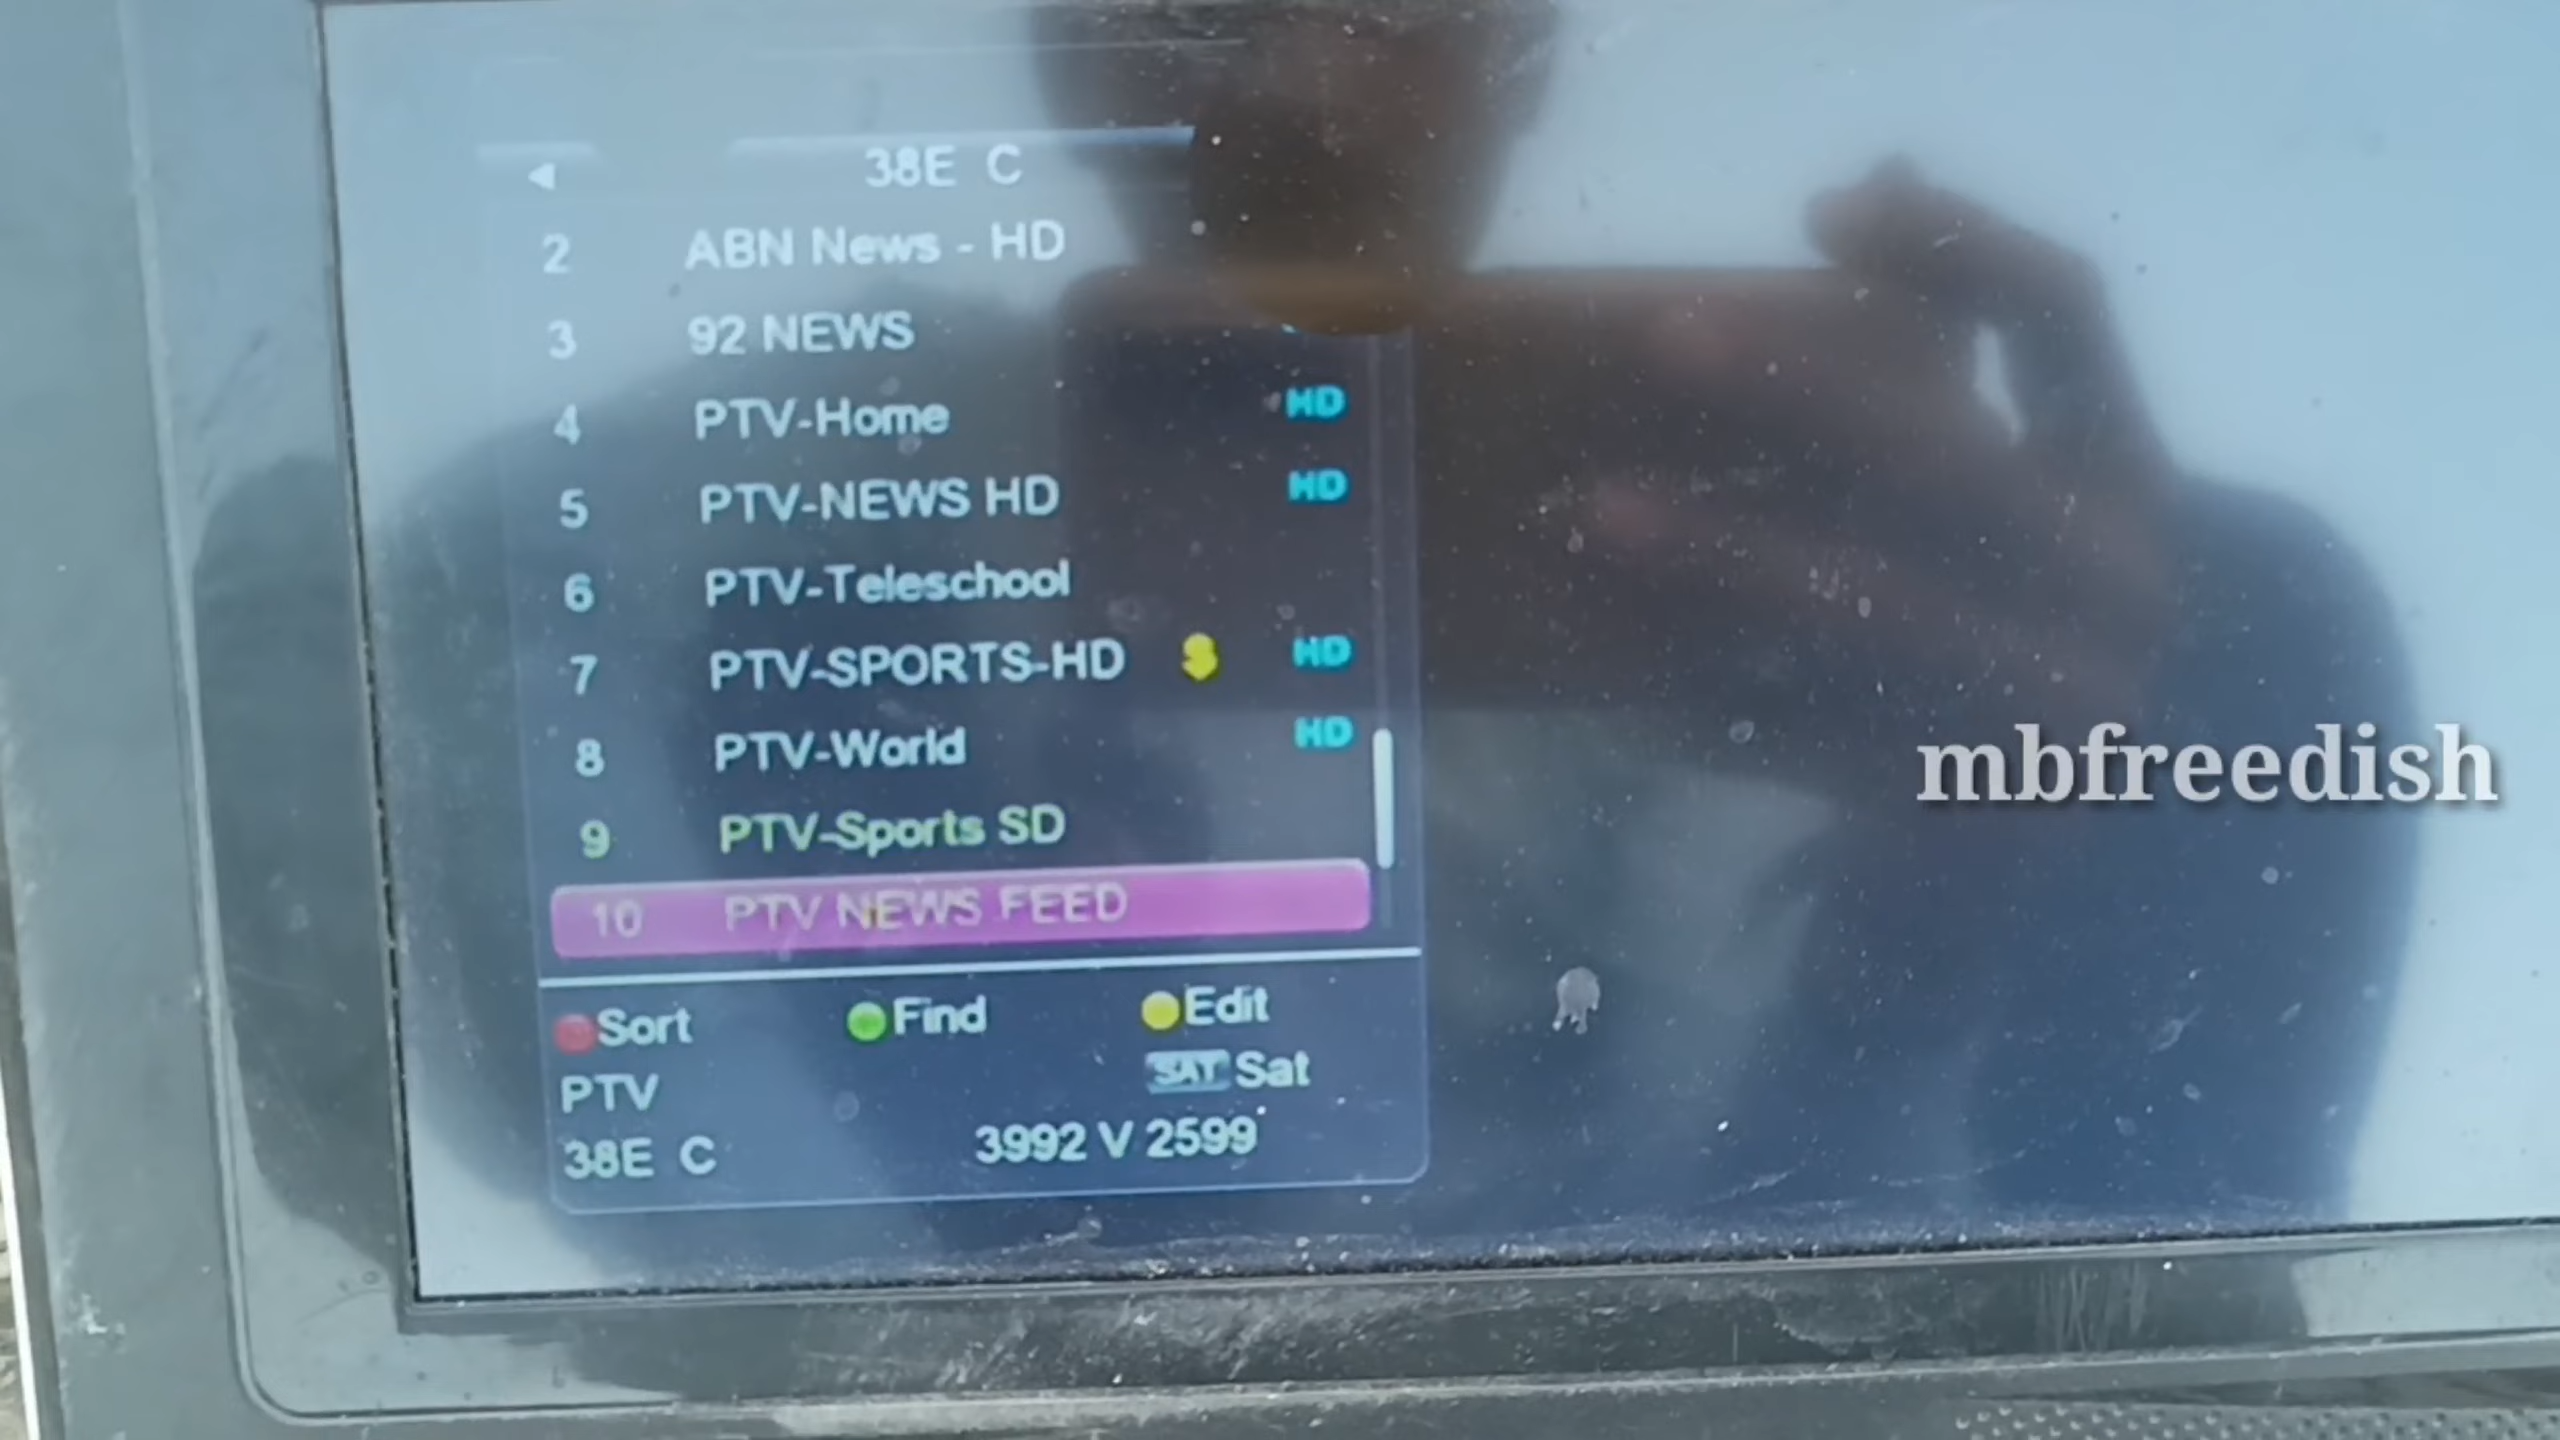 38E C
2 ABN News - HD
3 92 NEWS
4 PTV-Home HD
5 PTV-NEWS HD HD
6 PTV-Teleschool
7 PTV-SPORTS-HD $ HD
8 PTV-World HD
9 PTV-Sports SD
10 PTV NEWS FEED
Sort Find Edit
PTV SAT Sat
38E C 3992 V 2599
mbfreedish